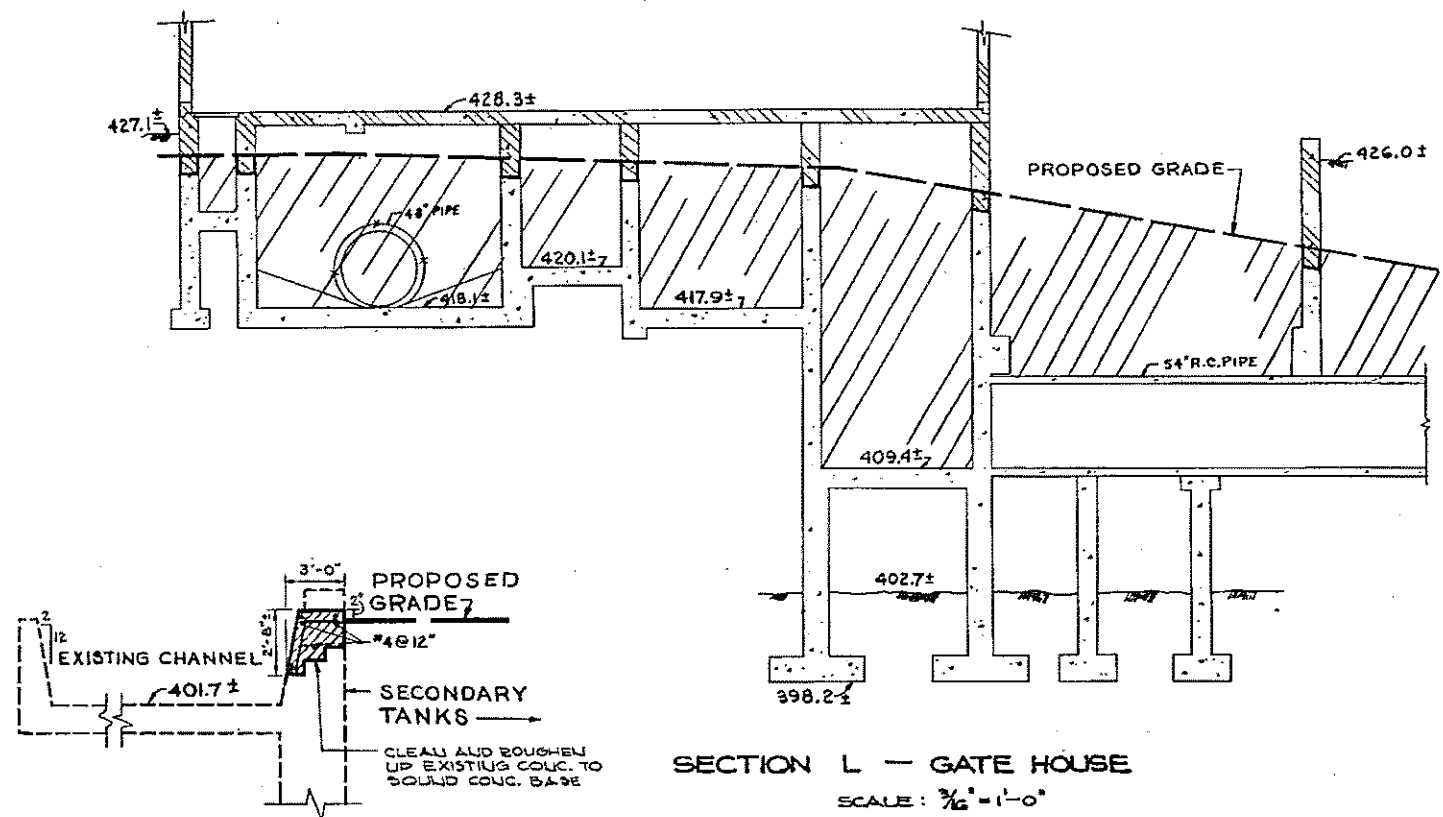 428.3±
427.1±
426.0±
PROPOSED GRADE
48" PIPE
420.1±
418.1±
417.9±
54" R.C. PIPE
409.4±
402.7±
398.2±
3'-0"
PROPOSED
GRADE
2"
2'-8"±
#4@12"
2
12
EXISTING CHANNEL
401.7±
SECONDARY
TANKS
CLEAN AND ROUGHEN
UP EXISTING CONC. TO
SOUND CONC. BASE
SECTION L — GATE HOUSE
SCALE: 3/16"=1'-0"